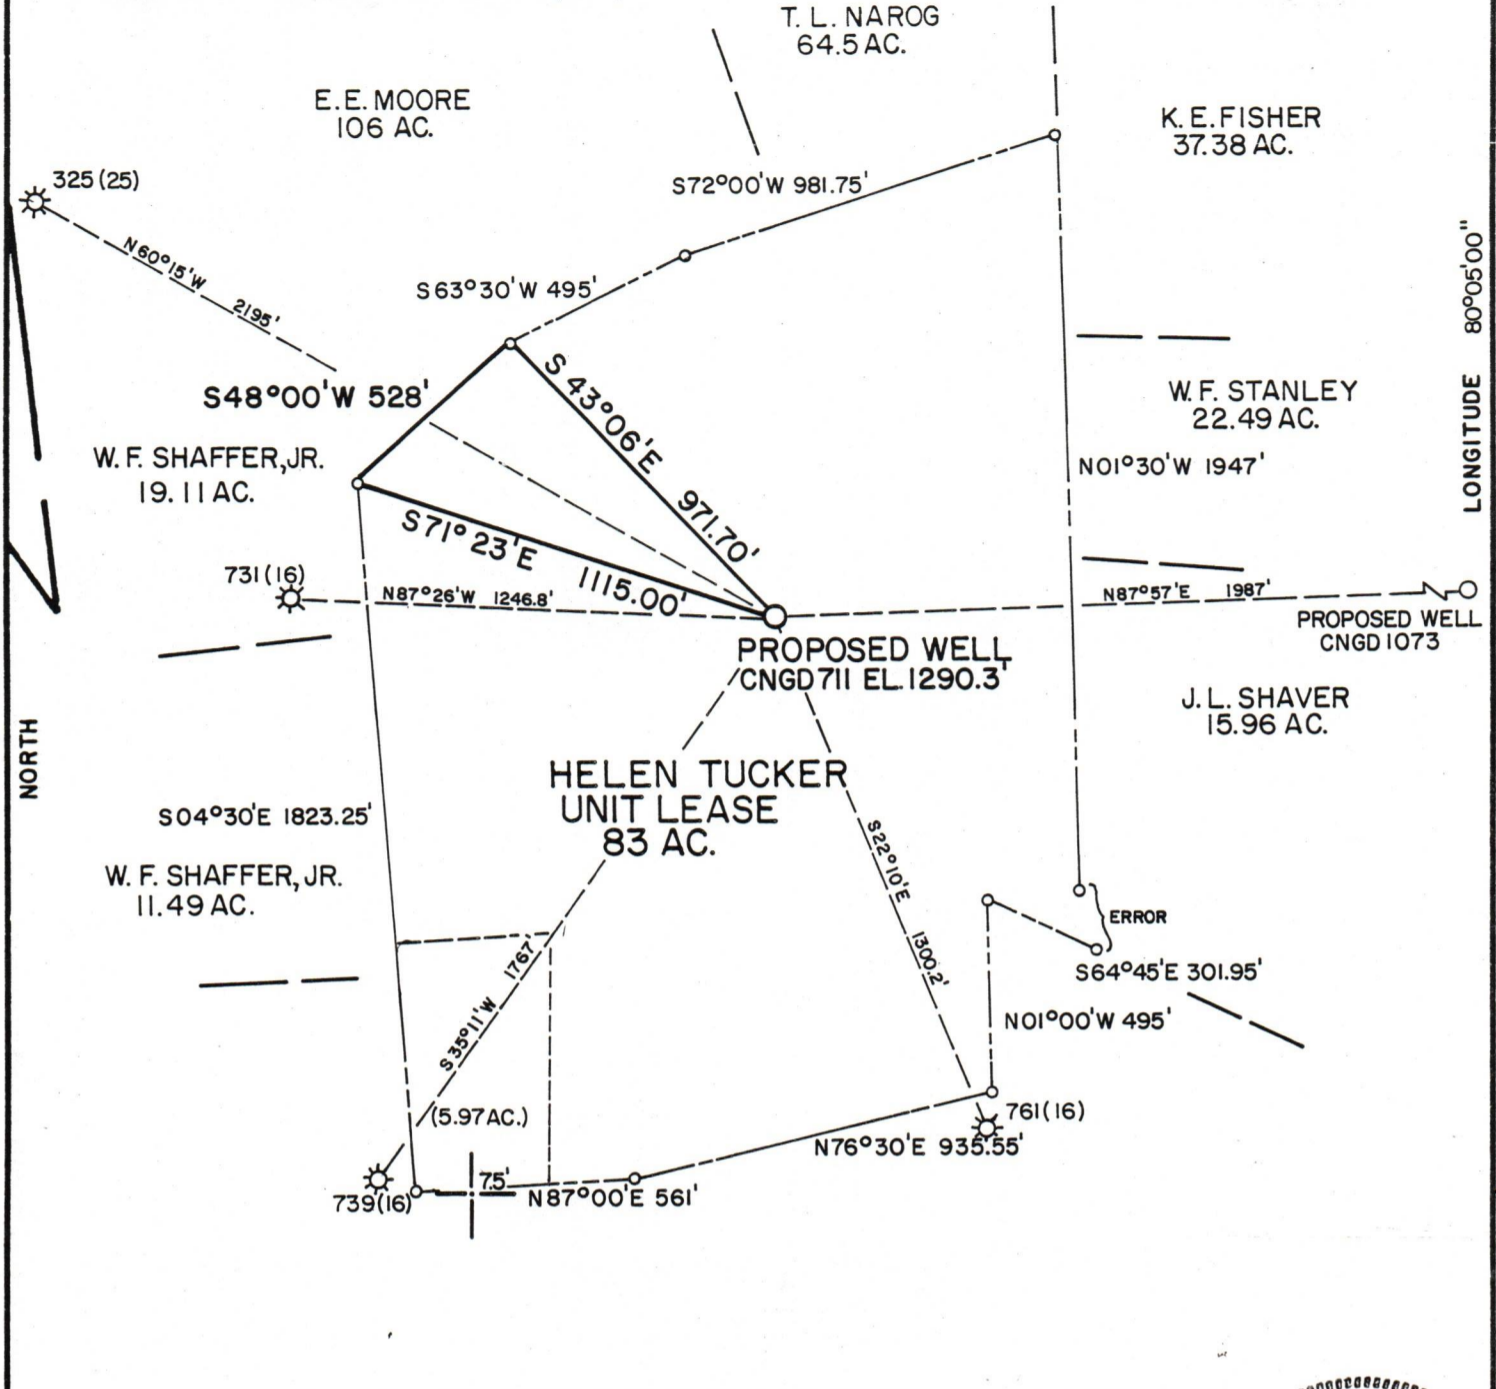 T. L. NAROG
64.5 AC.
E. E. MOORE
106 AC.
K. E. FISHER
37.38 AC.
325 (25)
S72°00'W 981.75'
N60°15'W 2195'
S63°30'W 495'
LONGITUDE 80°05'00"
S48°00'W 528'
S 43°06'E 971.70'
W. F. STANLEY
22.49 AC.
W. F. SHAFFER, JR.
19.11 AC.
N01°30'W 1947'
S71°23'E 1115.00'
731 (16)
N87°26'W 1246.8'
N87°57'E 1987'
PROPOSED WELL
CNGD 1073
PROPOSED WELL
CNGD 711 EL. 1290.3'
J. L. SHAVER
15.96 AC.
NORTH
HELEN TUCKER
UNIT LEASE
83 AC.
S04°30'E 1823.25'
S22°10'E 1300.2'
W. F. SHAFFER, JR.
11.49 AC.
ERROR
S64°45'E 301.95'
S35°11'W 1767'
N01°00'W 495'
(5.97 AC.)
761 (16)
N76°30'E 935.55'
7.5'
739 (16)
N87°00'E 561'